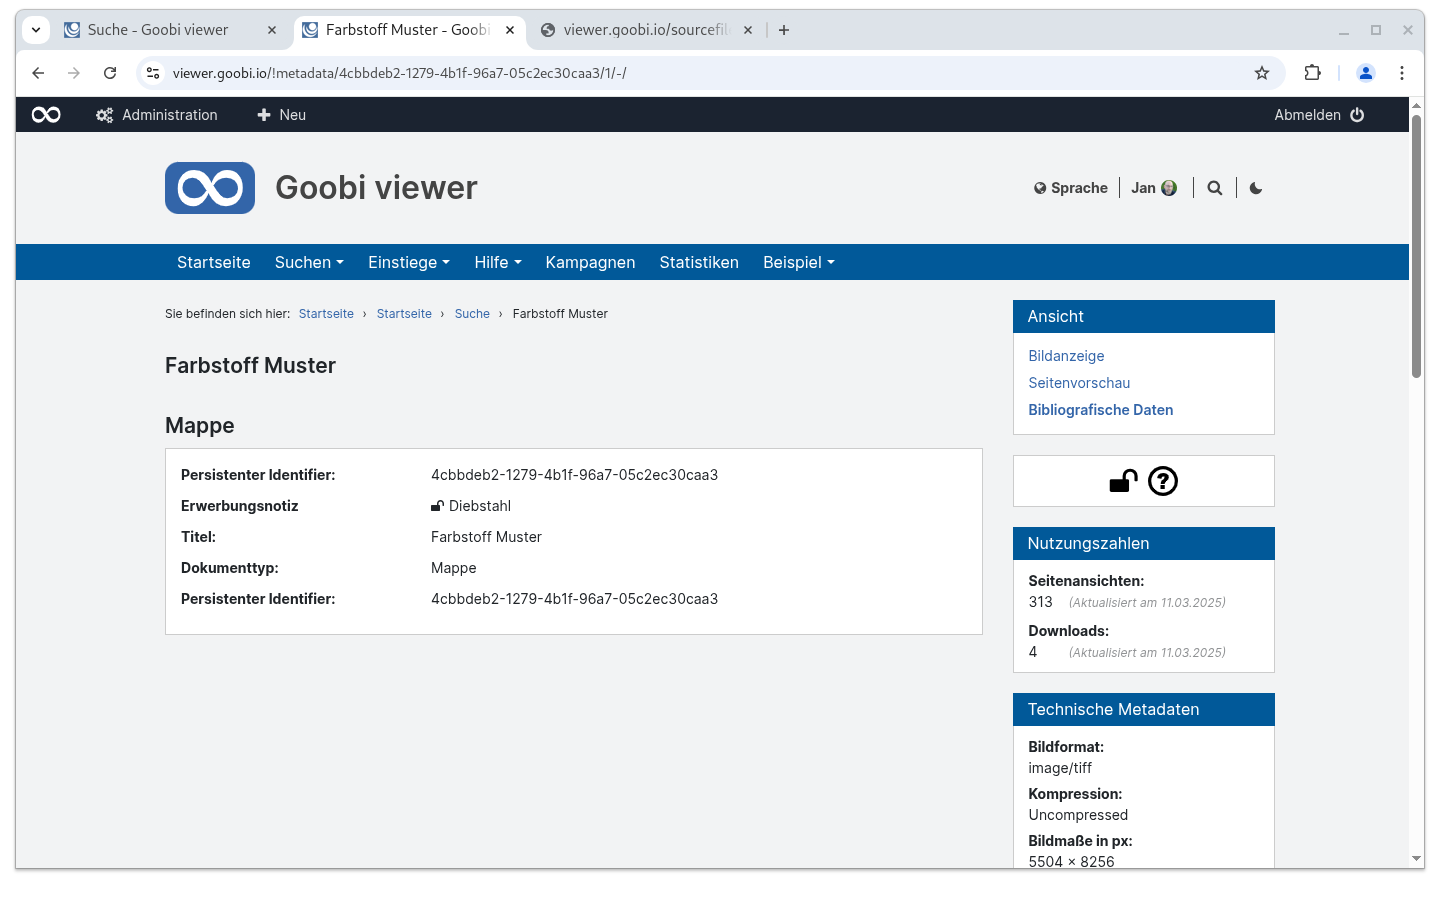 Suche - Goobi viewer
Farbstoff Muster - Goobi
viewer.goobi.io/sourcefil
viewer.goobi.io/!metadata/4cbbdeb2-1279-4b1f-96a7-05c2ec30caa3/1/-/
Administration Neu Abmelden
Goobi viewer
Sprache Jan
Startseite Suchen Einstiege Hilfe Kampagnen Statistiken Beispiel
Sie befinden sich hier: Startseite › Startseite › Suche › Farbstoff Muster
Farbstoff Muster
Mappe
Persistenter Identifier: 4cbbdeb2-1279-4b1f-96a7-05c2ec30caa3
Erwerbungsnotiz Diebstahl
Titel: Farbstoff Muster
Dokumenttyp: Mappe
Persistenter Identifier: 4cbbdeb2-1279-4b1f-96a7-05c2ec30caa3
Ansicht
Bildanzeige
Seitenvorschau
Bibliografische Daten
Nutzungszahlen
Seitenansichten:
313 (Aktualisiert am 11.03.2025)
Downloads:
4 (Aktualisiert am 11.03.2025)
Technische Metadaten
Bildformat:
image/tiff
Kompression:
Uncompressed
Bildmaße in px:
5504 × 8256